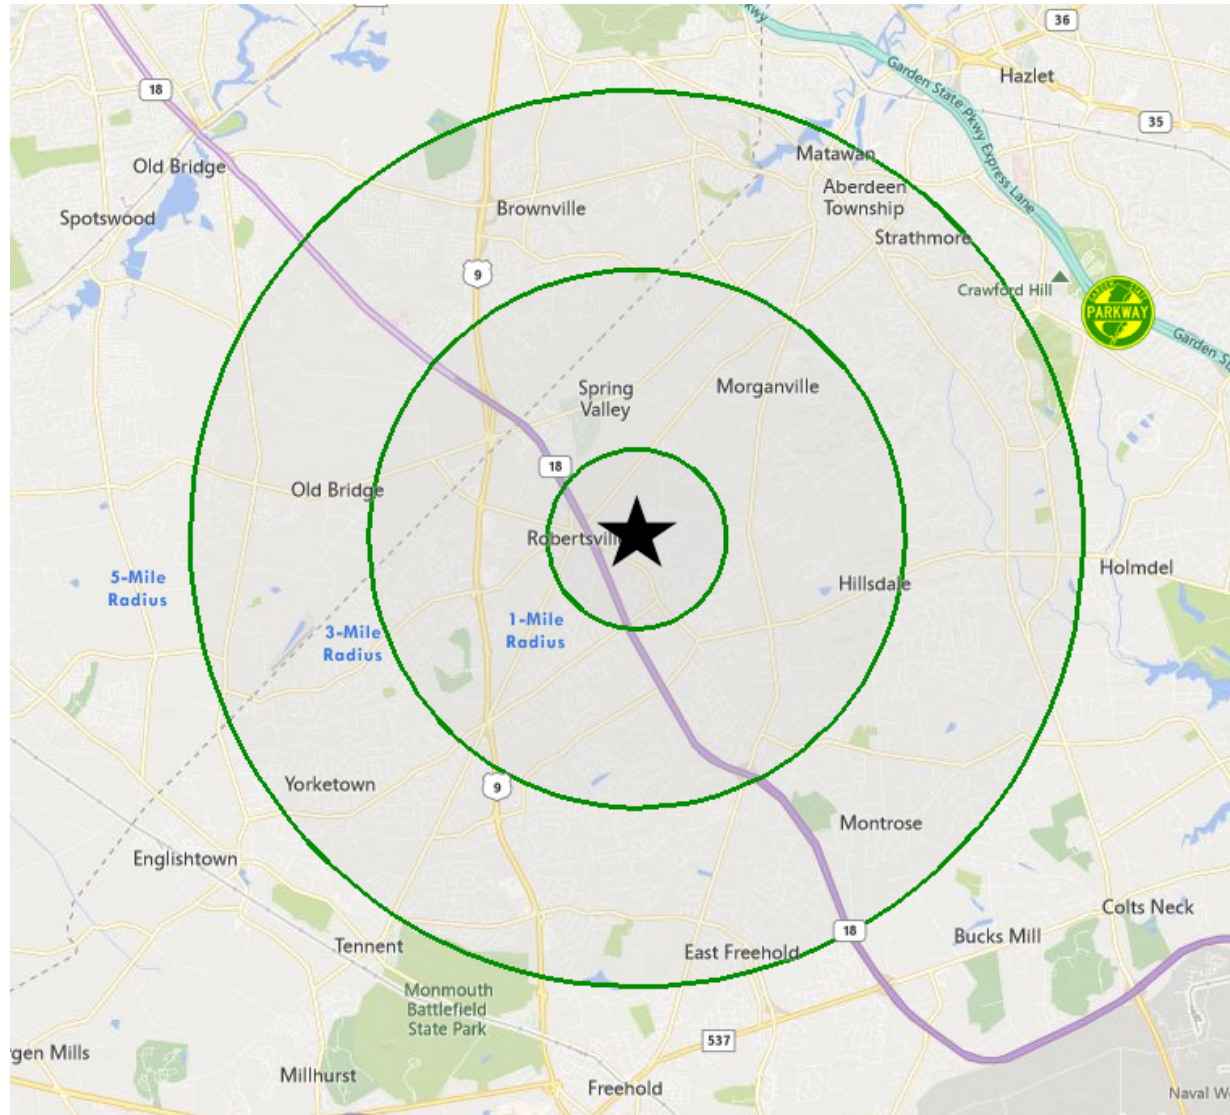 36
Hazlet
Garden State Pkwy Express Lane
18
35
Matawan
Old Bridge
Aberdeen
Township
Brownville
Spotswood
Strathmore
9
Crawford Hill
PARKWAY
Spring
Valley
Morganville
18
Old Bridge
Holmdel
5-Mile
Radius
Hillsdale
1-Mile
Radius
3-Mile
Radius
Yorketown
9
Montrose
Englishtown
Colts Neck
18
Bucks Mill
Tennent
East Freehold
Monmouth
Battlefield
State Park
537
Millhurst
Freehold
Naval